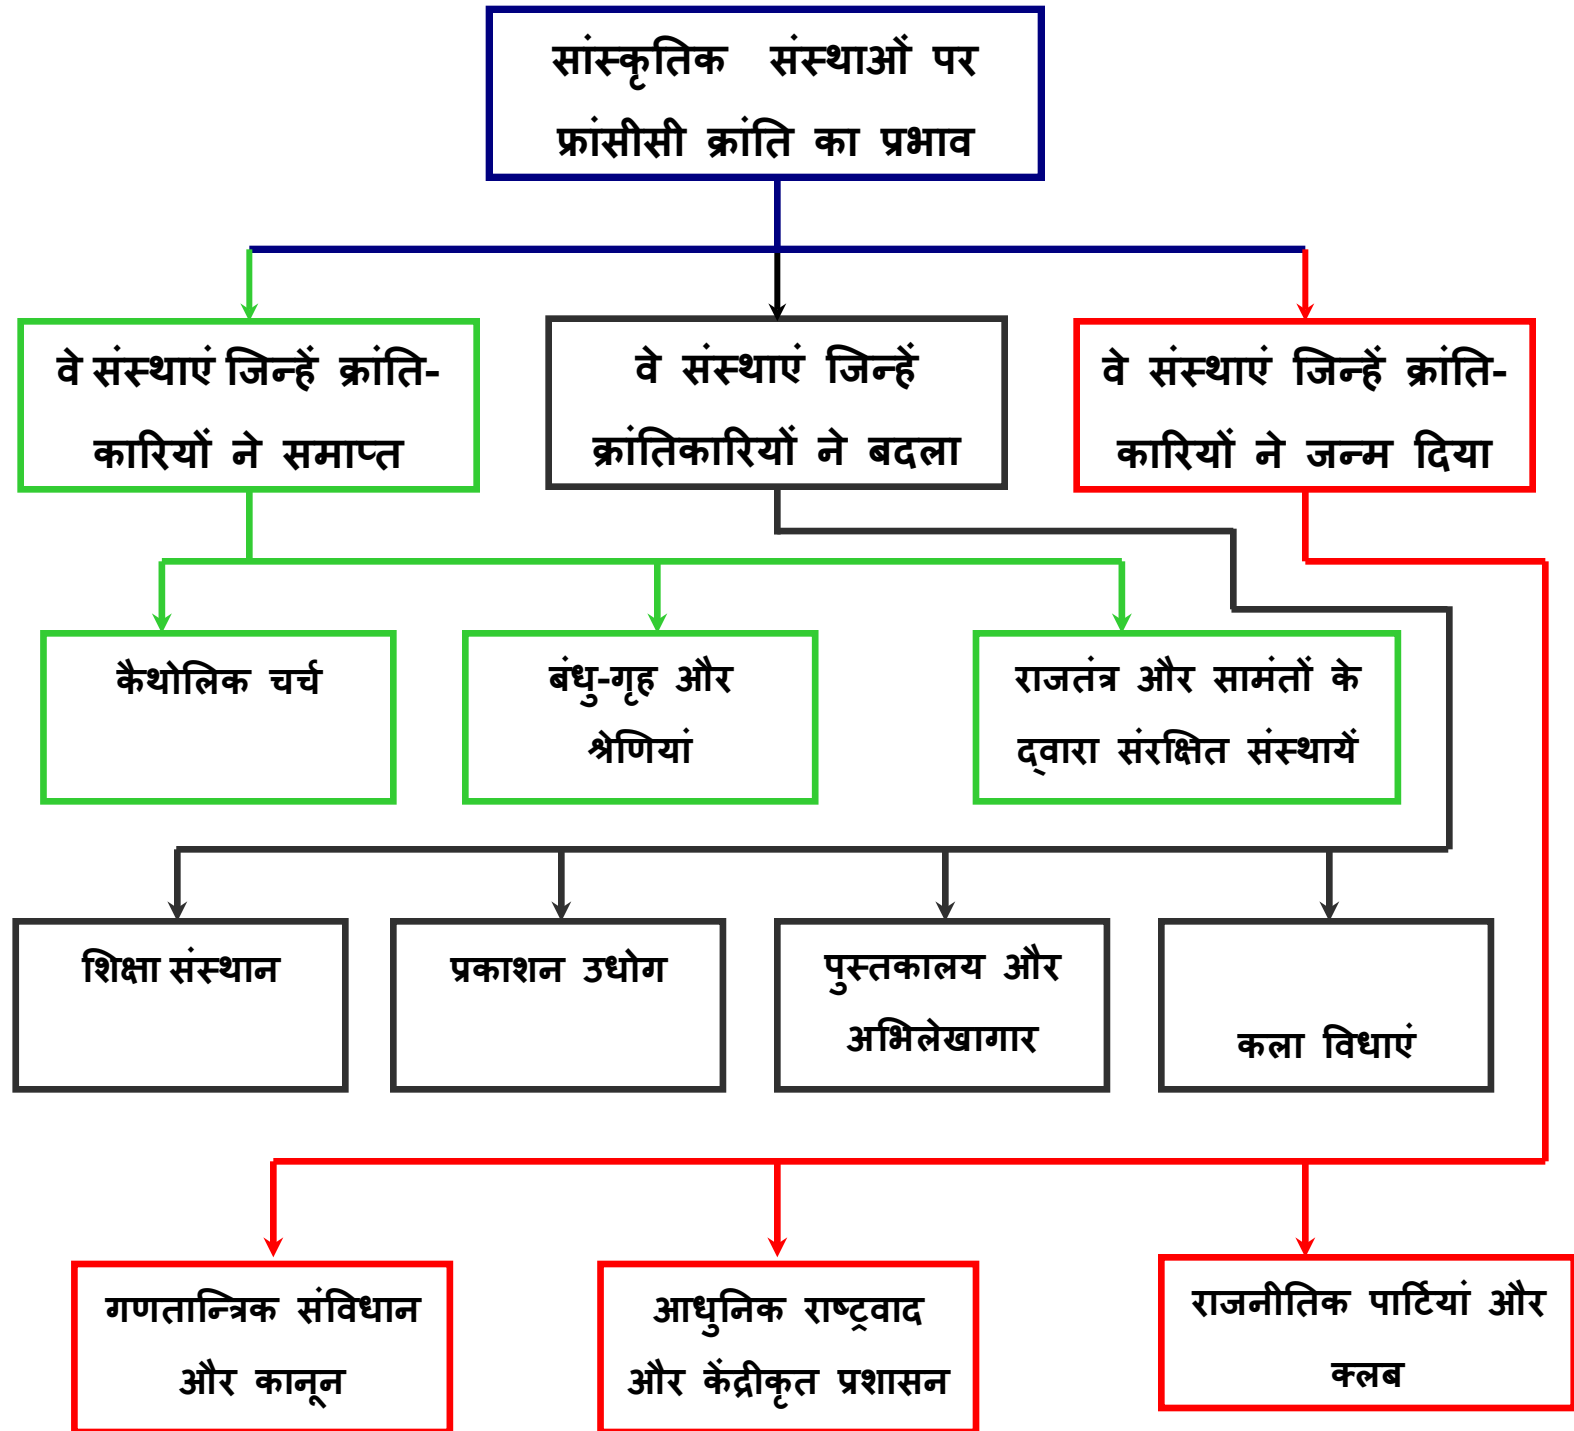 सांस्कृतिक संस्थाओं पर
फ्रांसीसी क्रांति का प्रभाव
वे संस्थाएं जिन्हें क्रांति-
कारियों ने समाप्त
वे संस्थाएं जिन्हें
क्रांतिकारियों ने बदला
वे संस्थाएं जिन्हें क्रांति-
कारियों ने जन्म दिया
कैथोलिक चर्च
बंधु-गृह और
श्रेणियां
राजतंत्र और सामंतों के
द्वारा संरक्षित संस्थायें
शिक्षा संस्थान
प्रकाशन उधोग
पुस्तकालय और
अभिलेखागार
कला विधाएं
गणतान्त्रिक संविधान
और कानून
आधुनिक राष्ट्रवाद
और केंद्रीकृत प्रशासन
राजनीतिक पार्टियां और
क्लब